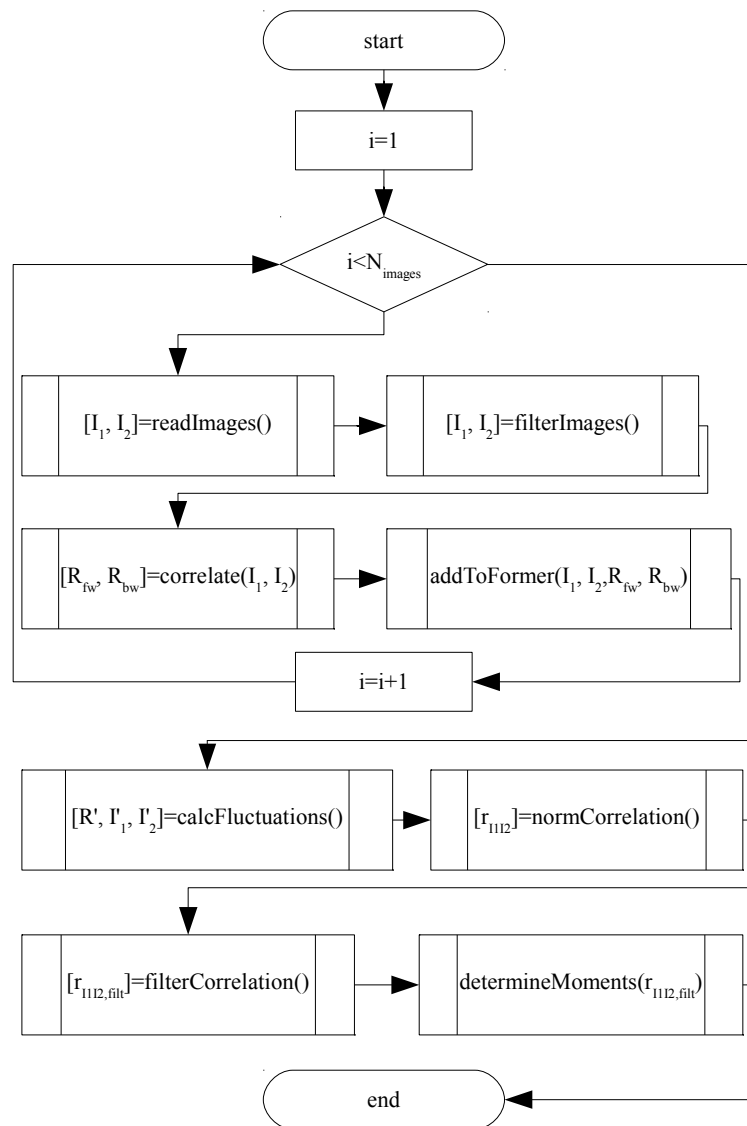 start
i=1
i<N_images
[I_1, I_2]=readImages()
[I_1, I_2]=filterImages()
[R_fw, R_bw]=correlate(I_1, I_2)
addToFormer(I_1, I_2,R_fw, R_bw)
i=i+1
[R', I'_1, I'_2]=calcFluctuations()
[r_I1I2]=normCorrelation()
[r_I1I2,filt]=filterCorrelation()
determineMoments(r_I1I2,filt)
end